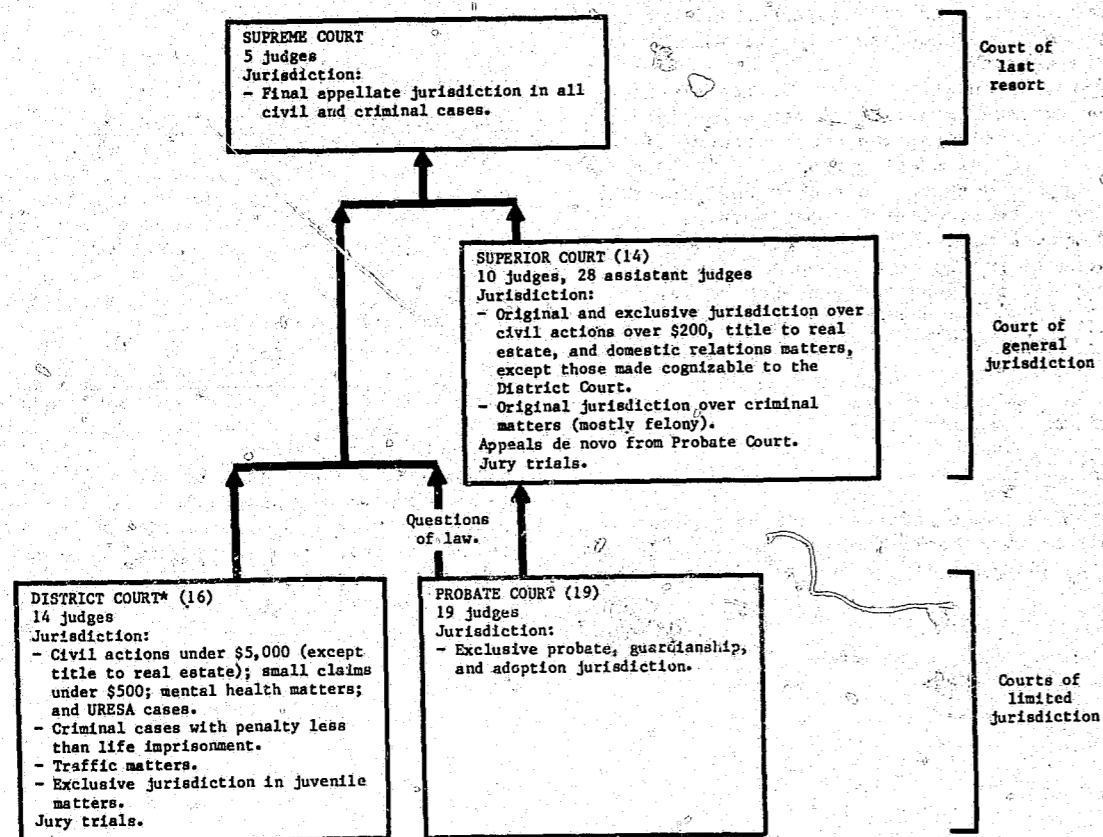 SUPREME COURT
5 judges
Jurisdiction:
- Final appellate jurisdiction in all
civil and criminal cases.
Court of
last
resort
SUPERIOR COURT (14)
10 judges, 28 assistant judges
Jurisdiction:
- Original and exclusive jurisdiction over
civil actions over $200, title to real
estate, and domestic relations matters,
except those made cognizable to the
District Court.
- Original jurisdiction over criminal
matters (mostly felony).
Appeals de novo from Probate Court.
Jury trials.
Court of
general
jurisdiction
Questions
of law.
DISTRICT COURT* (16)
14 judges
Jurisdiction:
- Civil actions under $5,000 (except
title to real estate); small claims
under $500; mental health matters;
and URESA cases.
- Criminal cases with penalty less
than life imprisonment.
- Traffic matters.
- Exclusive jurisdiction in juvenile
matters.
Jury trials.
PROBATE COURT (19)
19 judges
Jurisdiction:
- Exclusive probate, guardianship,
and adoption jurisdiction.
Courts of
limited
jurisdiction